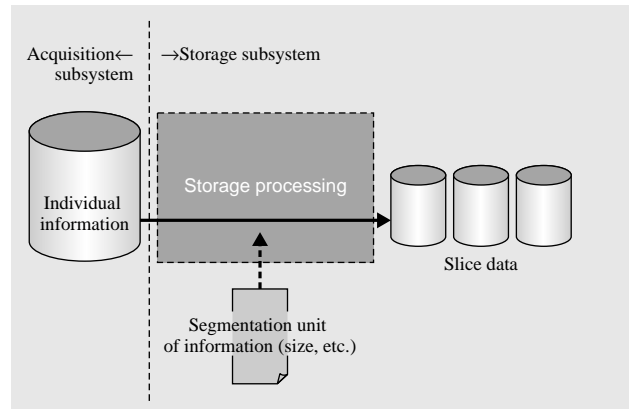 Acquisition← →Storage subsystem
subsystem
Storage processing
Individual
information
Slice data
Segmentation unit
of information (size, etc.)